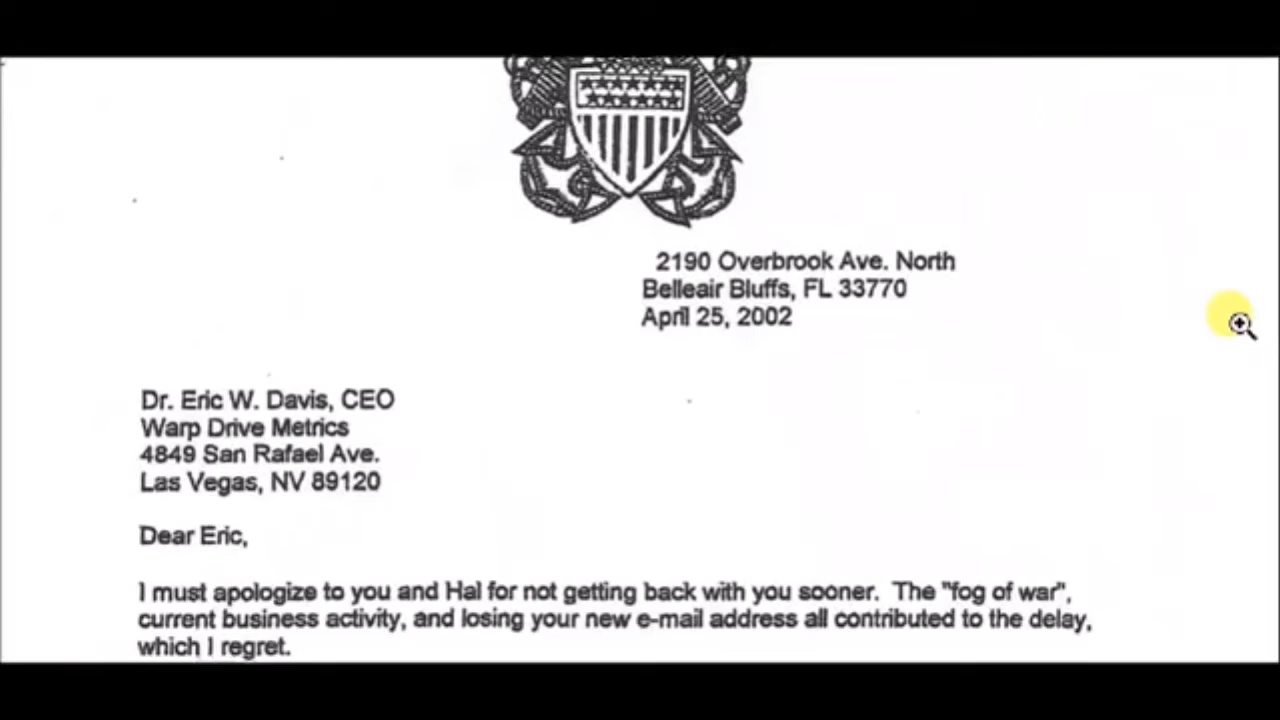 2190 Overbrook Ave. North
Belleair Bluffs, FL 33770
April 25, 2002
Dr. Eric W. Davis, CEO
Warp Drive Metrics
4849 San Rafael Ave.
Las Vegas, NV 89120
Dear Eric,
I must apologize to you and Hal for not getting back with you sooner. The "fog of war",
current business activity, and losing your new e-mail address all contributed to the delay,
which I regret.